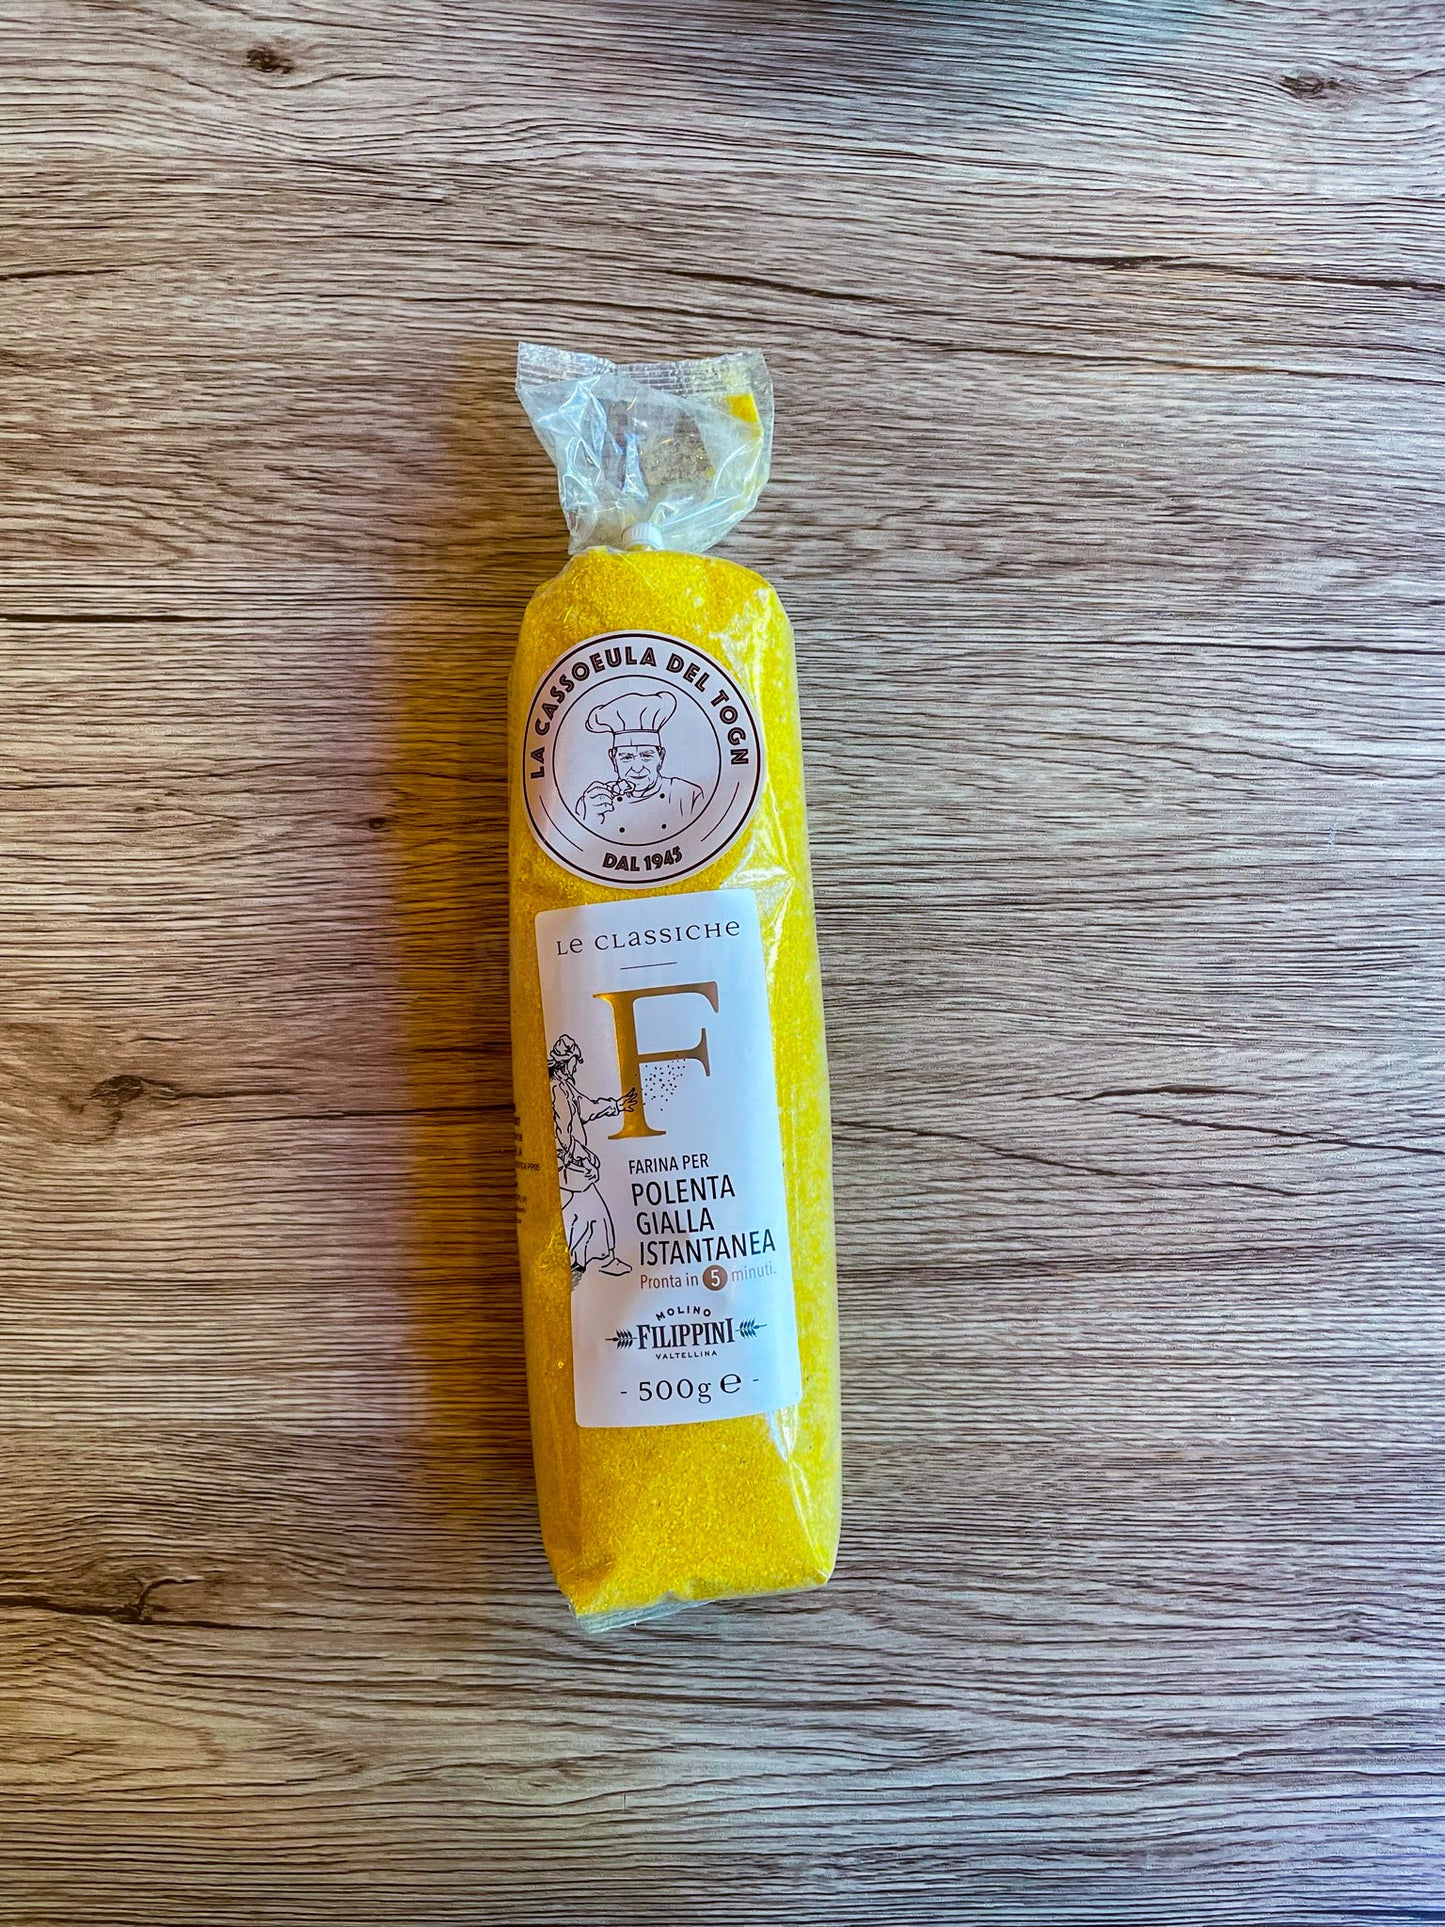 LA CASSOEULA DEL TOGN
DAL 1945
Le CLaSSICHe
F
FARINA PER
POLENTA
GIALLA
ISTANTANEA
Pronta in 5 minuti.
MOLINO
FILIPPINI
VALTELLINA
- 500g e -